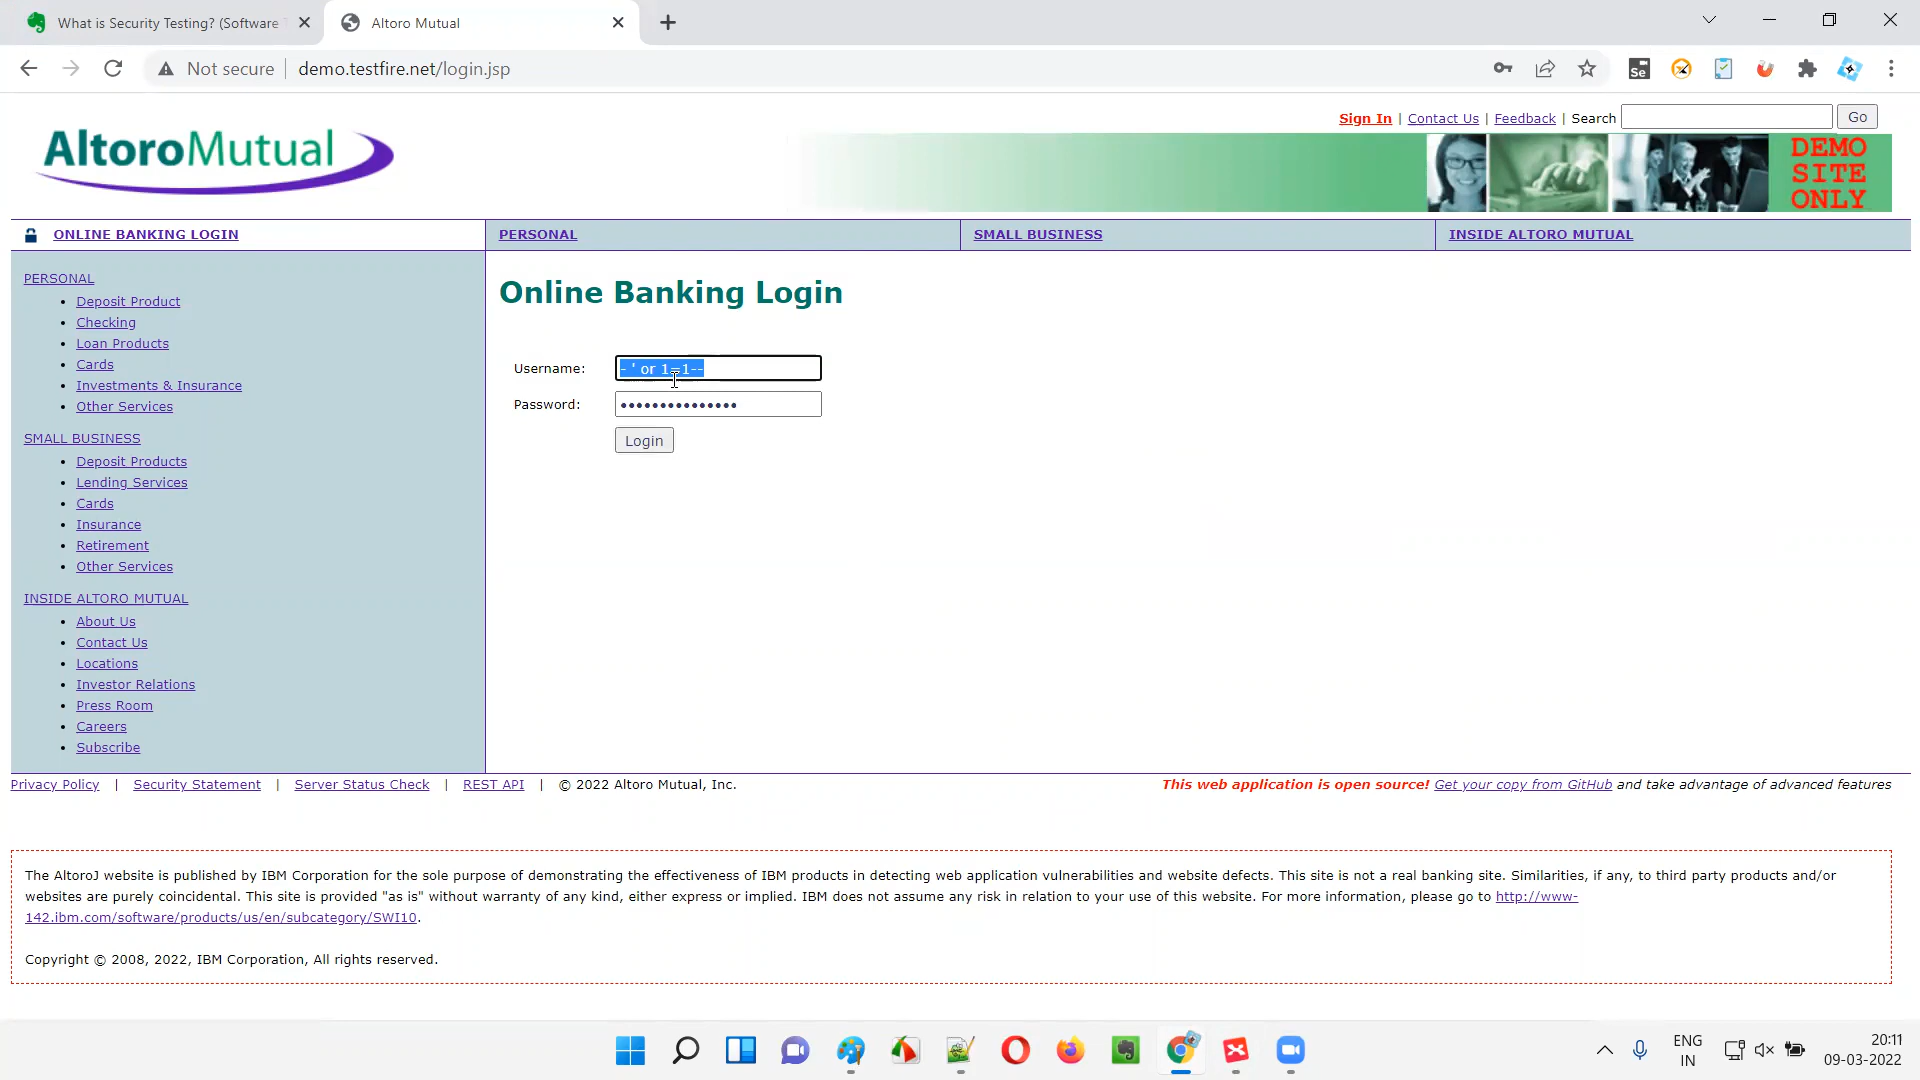 What is Security Testing? (Software
Altoro Mutual
Not secure
demo.testfire.net/login.jsp
Se
Sign In | Contact Us | Feedback | Search
Go
AltoroMutual
DEMO
SITE
ONLY
ONLINE BANKING LOGIN
PERSONAL
SMALL BUSINESS
INSIDE ALTORO MUTUAL
PERSONAL
Deposit Product
Checking
Loan Products
Cards
Investments & Insurance
Other Services
SMALL BUSINESS
Deposit Products
Lending Services
Cards
Insurance
Retirement
Other Services
INSIDE ALTORO MUTUAL
About Us
Contact Us
Locations
Investor Relations
Press Room
Careers
Subscribe
Online Banking Login
Username:
- ' or 1=1--
Password:
•••••••••••••••
Login
Privacy Policy | Security Statement | Server Status Check | REST API | © 2022 Altoro Mutual, Inc.
This web application is open source! Get your copy from GitHub and take advantage of advanced features
The AltoroJ website is published by IBM Corporation for the sole purpose of demonstrating the effectiveness of IBM products in detecting web application vulnerabilities and website defects. This site is not a real banking site. Similarities, if any, to third party products and/or
websites are purely coincidental. This site is provided "as is" without warranty of any kind, either express or implied. IBM does not assume any risk in relation to your use of this website. For more information, please go to http://www-
142.ibm.com/software/products/us/en/subcategory/SWI10.
Copyright © 2008, 2022, IBM Corporation, All rights reserved.
ENG
IN
20:11
09-03-2022